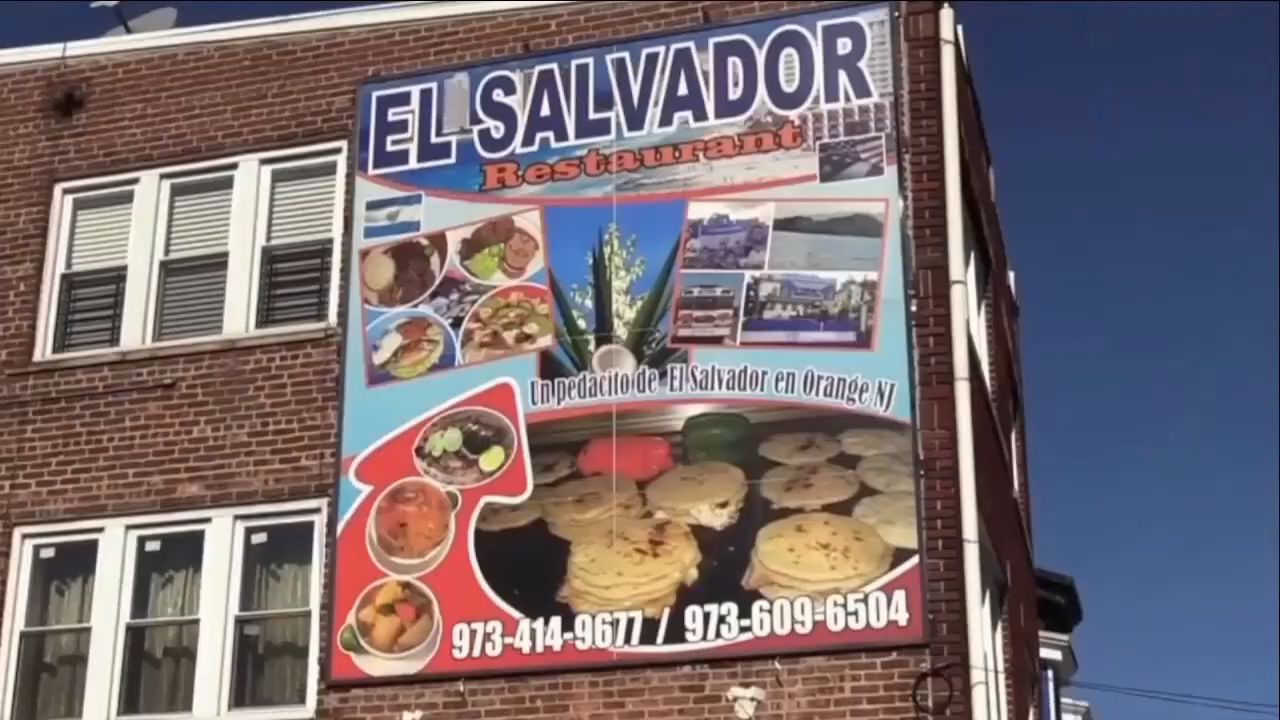 EL SALVADOR
Restaurant
Un pedacito de El Salvador en Orange NJ
973-414-9677 / 973-609-6504